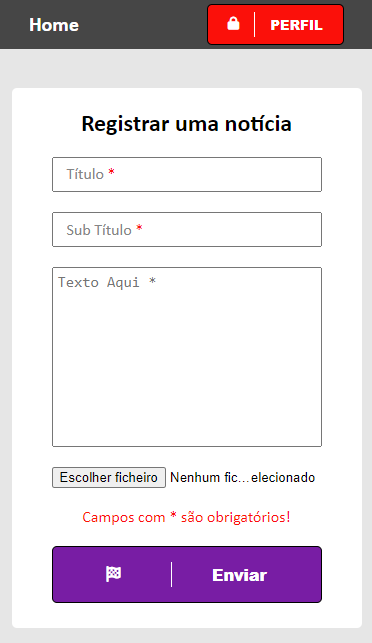 Home
PERFIL
Registrar uma notícia
Título *
Sub Título *
Texto Aqui *
Escolher ficheiro Nenhum fic...elecionado
Campos com * são obrigatórios!
Enviar